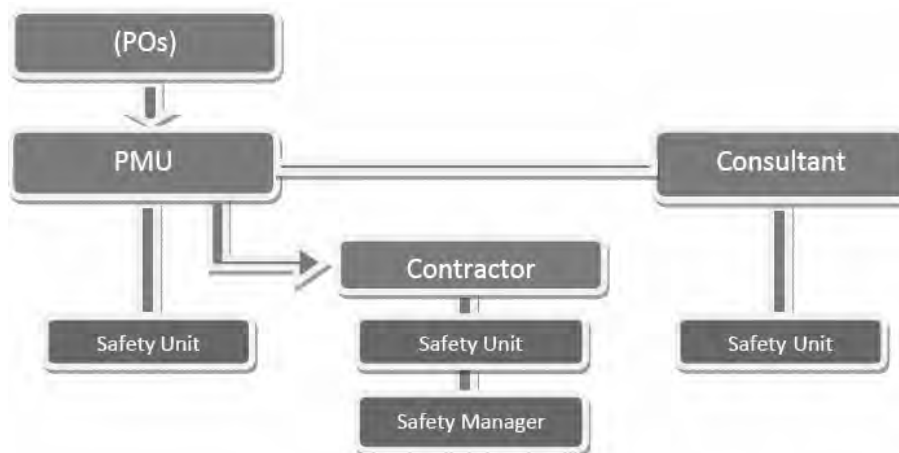 (POs)
PMU
Consultant
Contractor
Safety Unit
Safety Unit
Safety Unit
Safety Manager